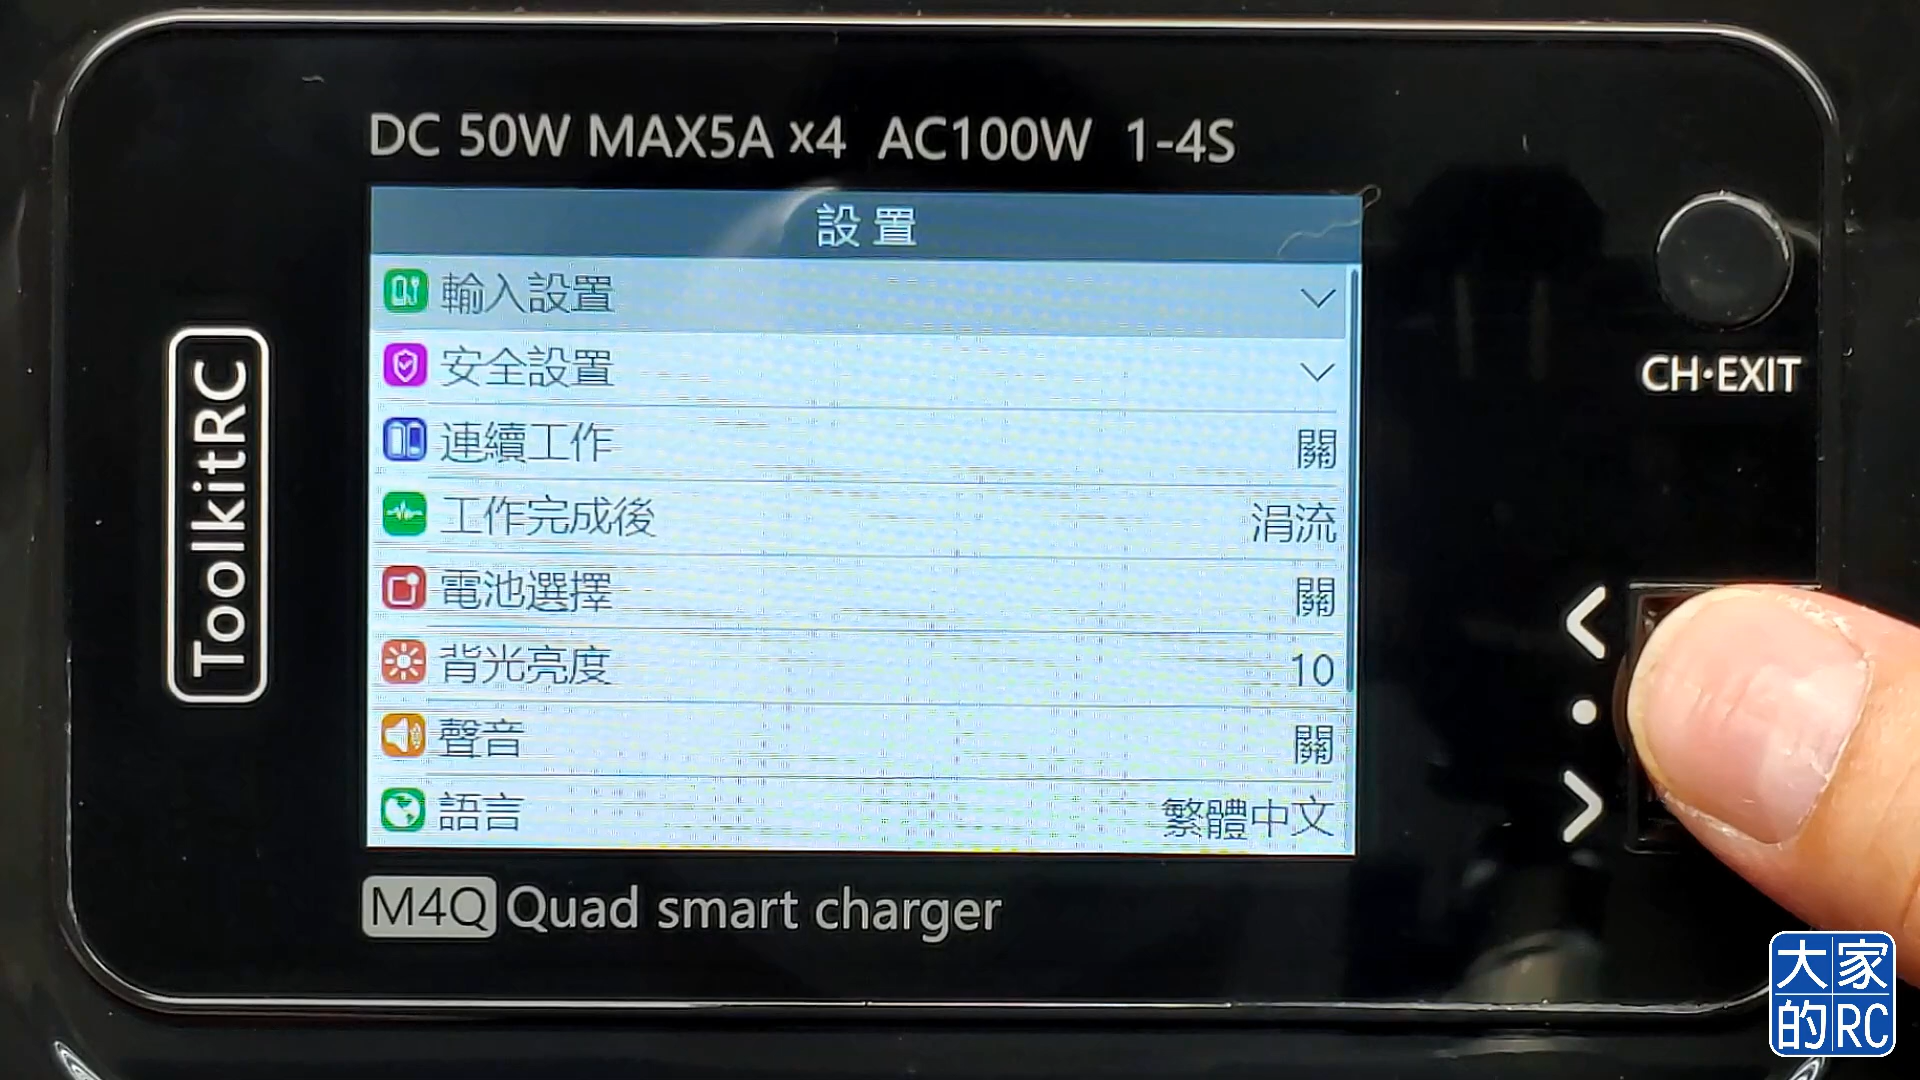 DC 50W MAX5A x4 AC100W 1-4S
設置
輸入設置
安全設置
連續工作 關
工作完成後 涓流
電池選擇 關
背光亮度 10
聲音 關
語言 繁體中文
ToolkitRC
CH·EXIT
M4Q Quad smart charger
大家
的RC